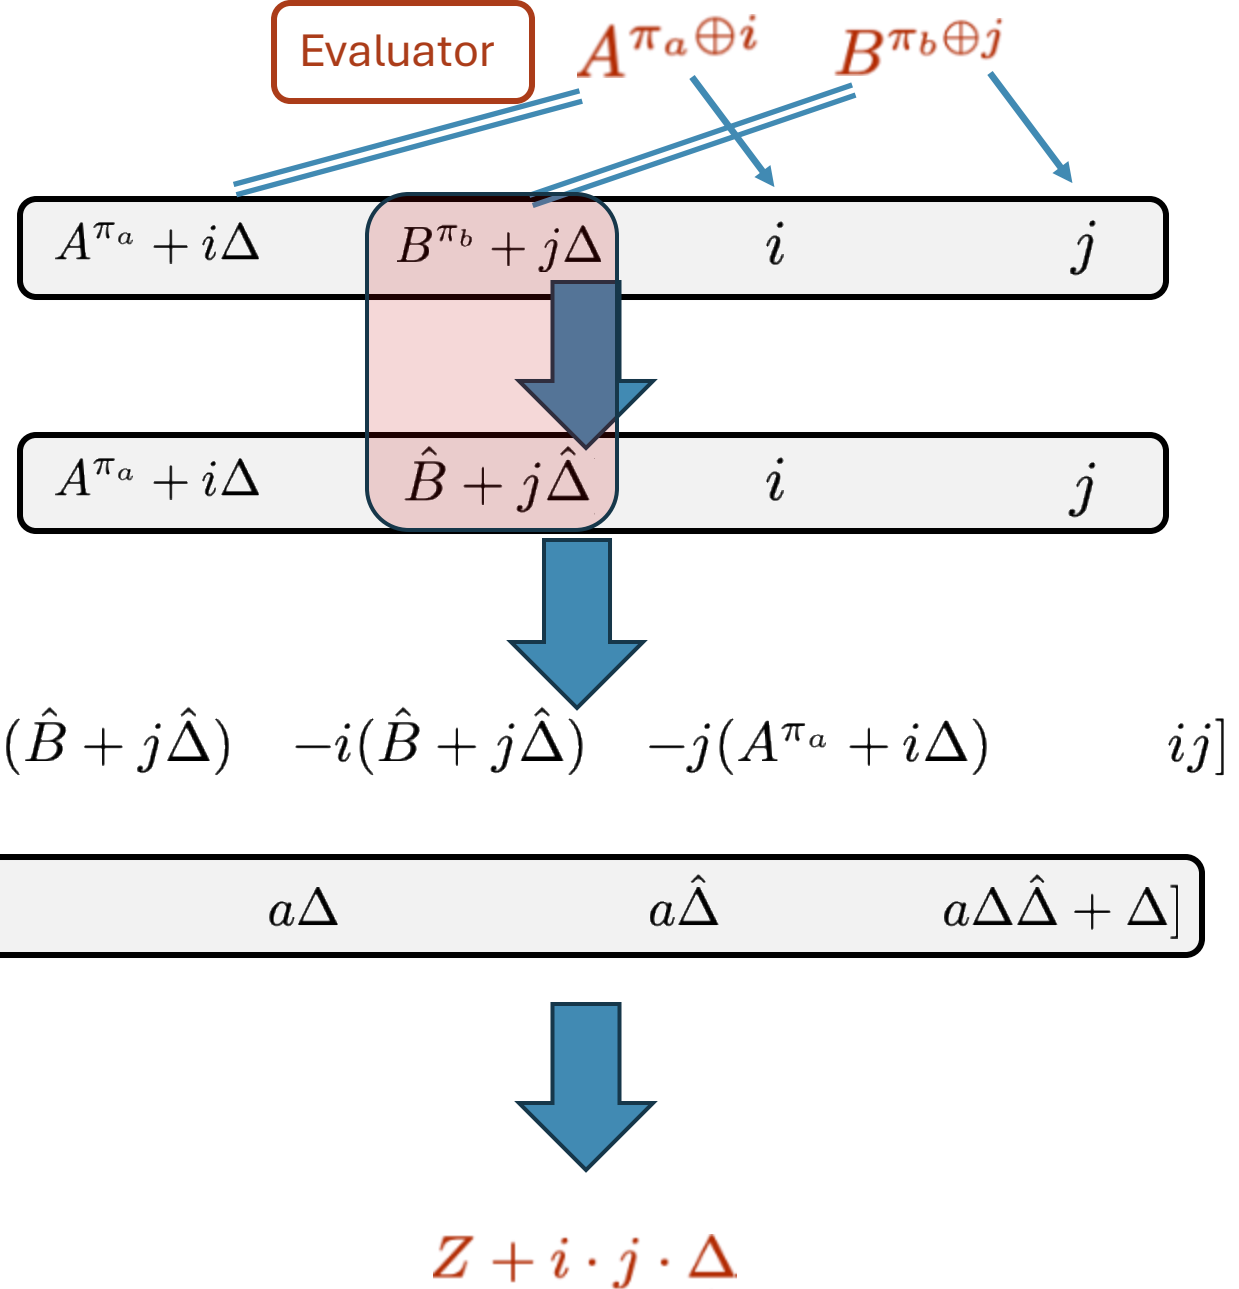 Evaluator A^{π_a⊕i} B^{π_b⊕j}
A^{π_a} + iΔ B^{π_b} + jΔ i j
A^{π_a} + iΔ B̂ + jΔ̂ i j
(B̂ + jΔ̂) −i(B̂ + jΔ̂) −j(A^{π_a} + iΔ) ij]
aΔ aΔ̂ aΔΔ̂ + Δ]
Z + i · j · Δ